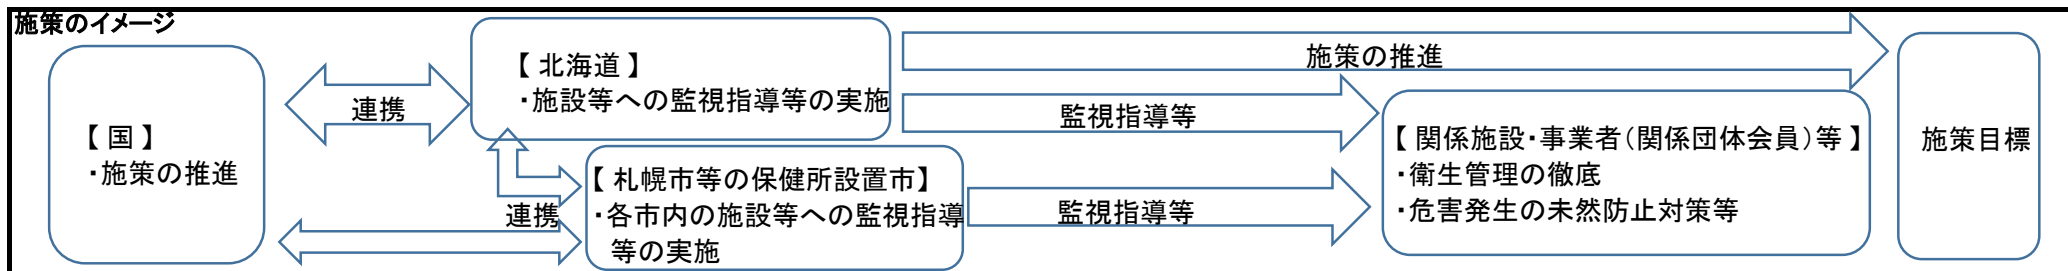 施策のイメージ
【 国 】
・施策の推進
連携
【 北海道 】
・施設等への監視指導等の実施
連携
【 札幌市等の保健所設置市】
・各市内の施設等への監視指導
等の実施
施策の推進
監視指導等
監視指導等
【 関係施設・事業者（関係団体会員）等 】
・衛生管理の徹底
・危害発生の未然防止対策等
施策目標